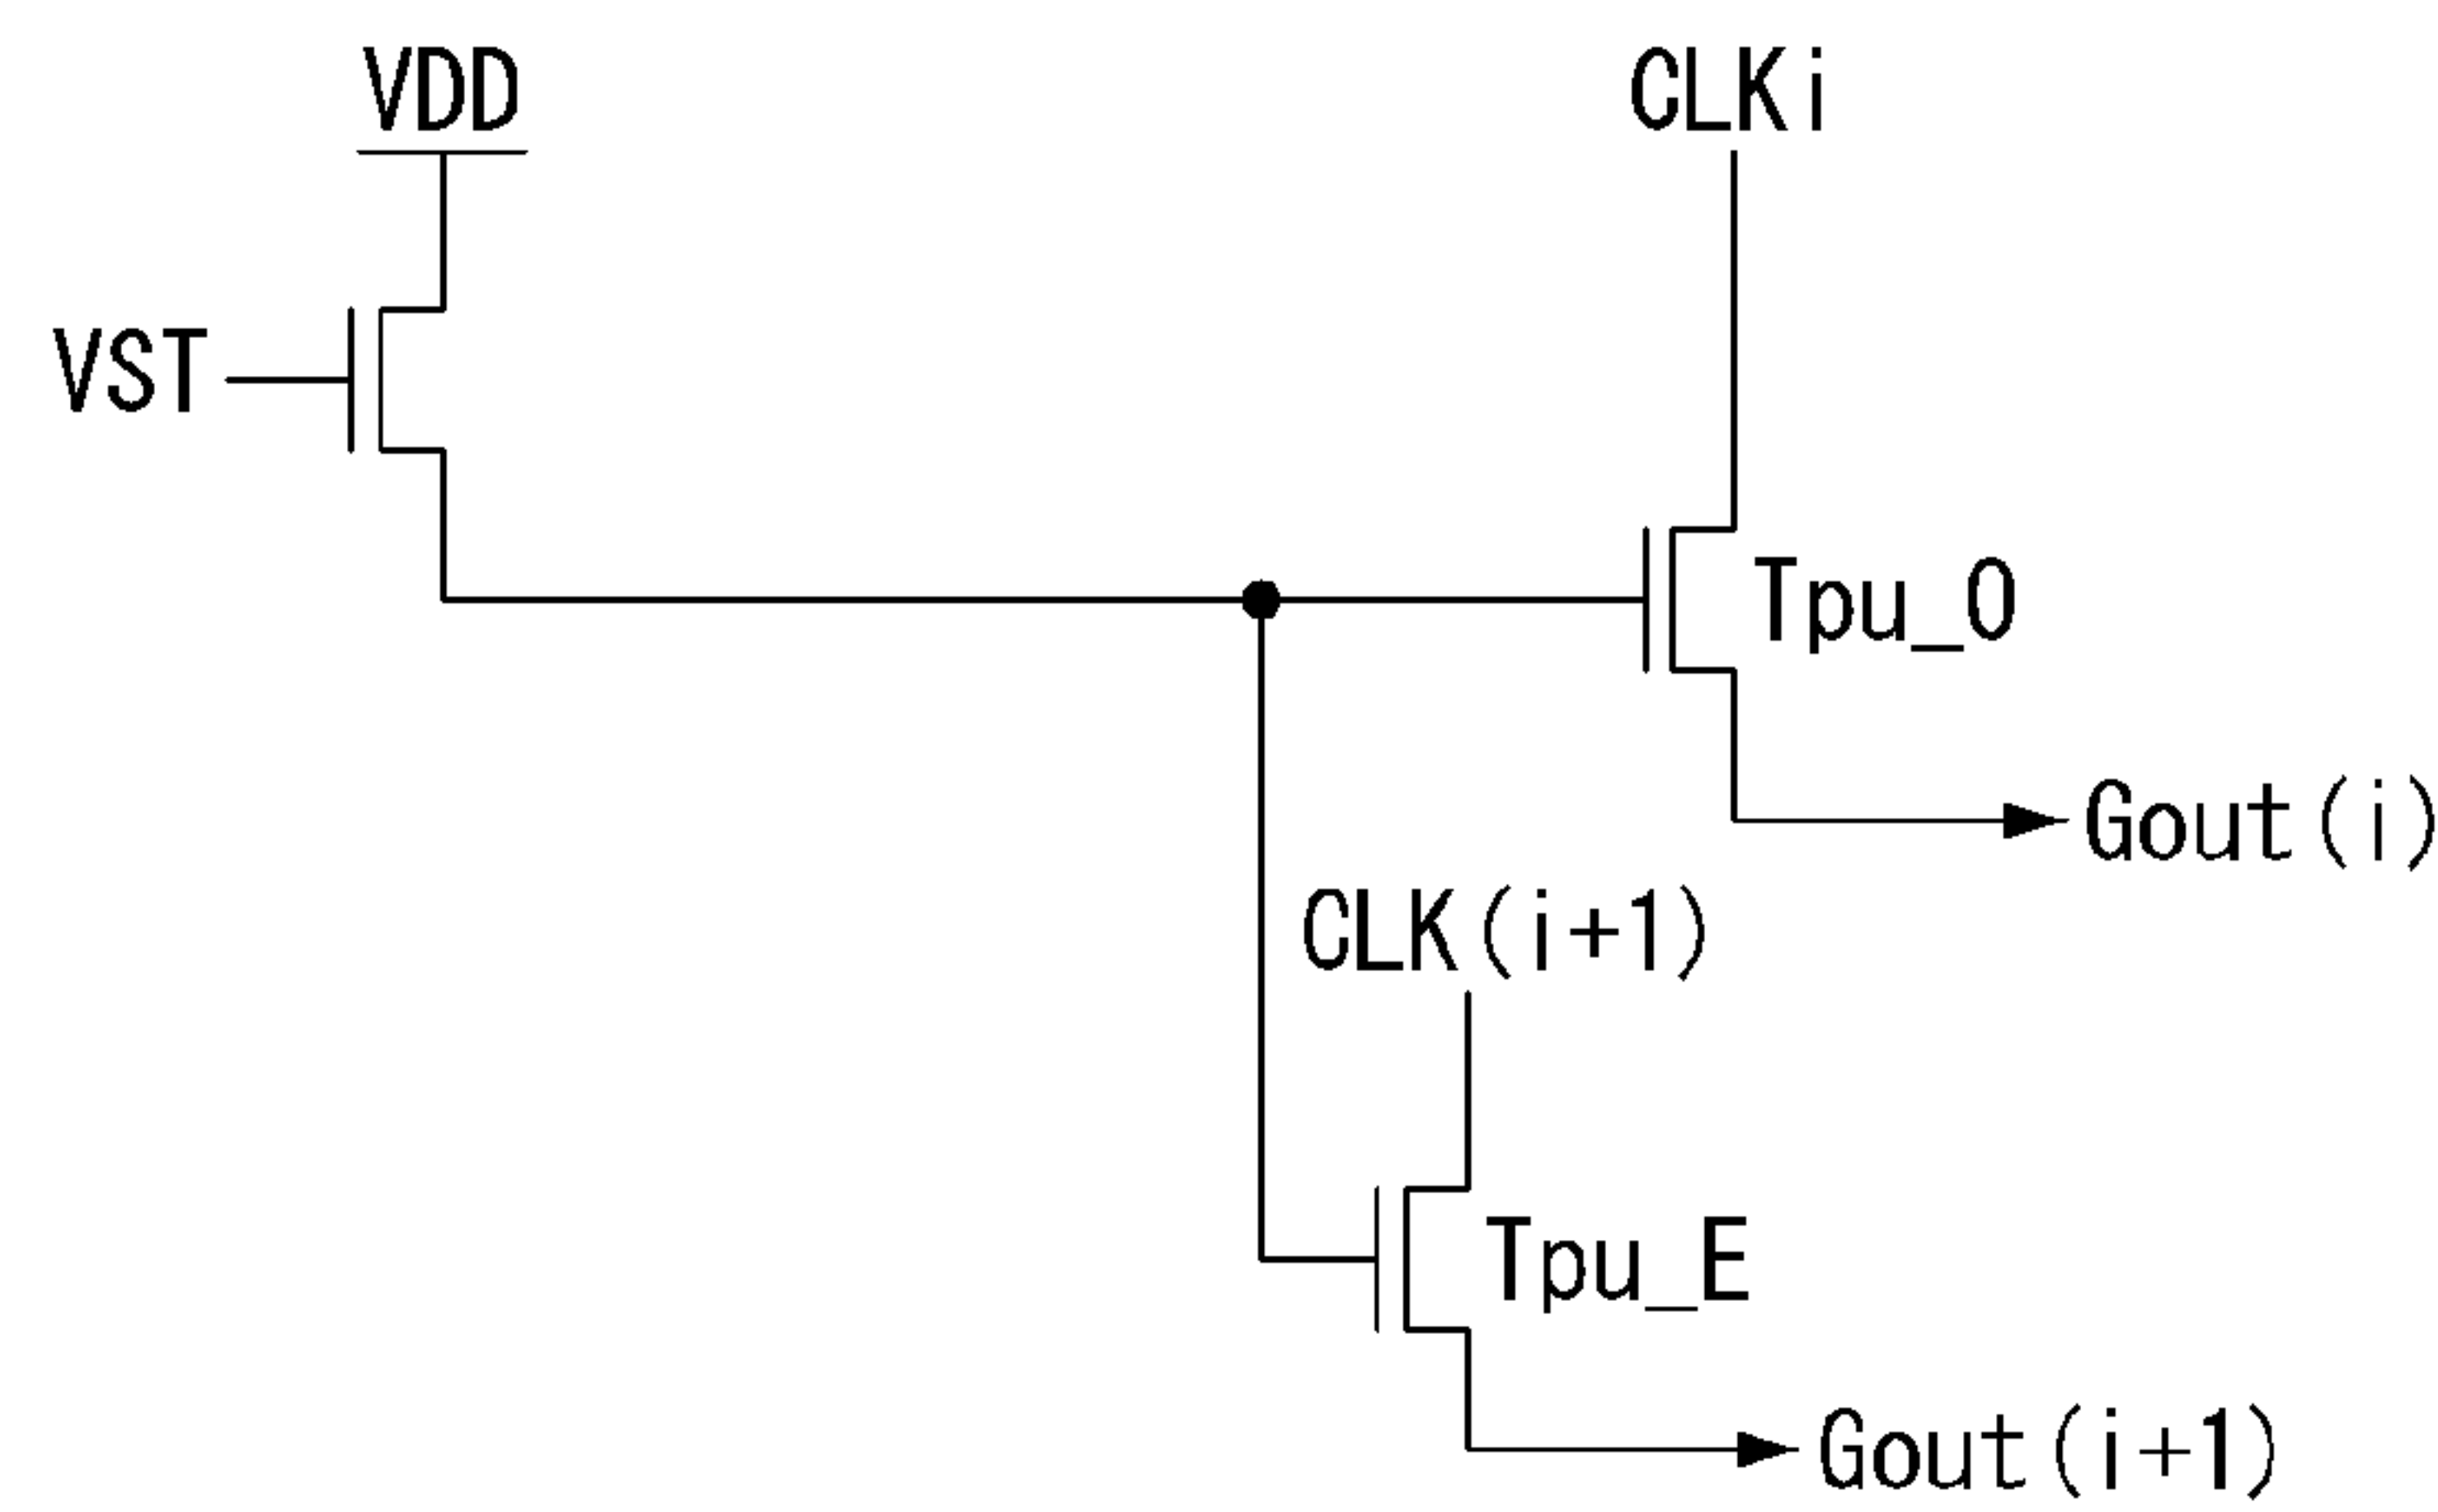 VDD
CLKi
VST
Tpu_O
Gout(i)
CLK(i+1)
Tpu_E
Gout(i+1)